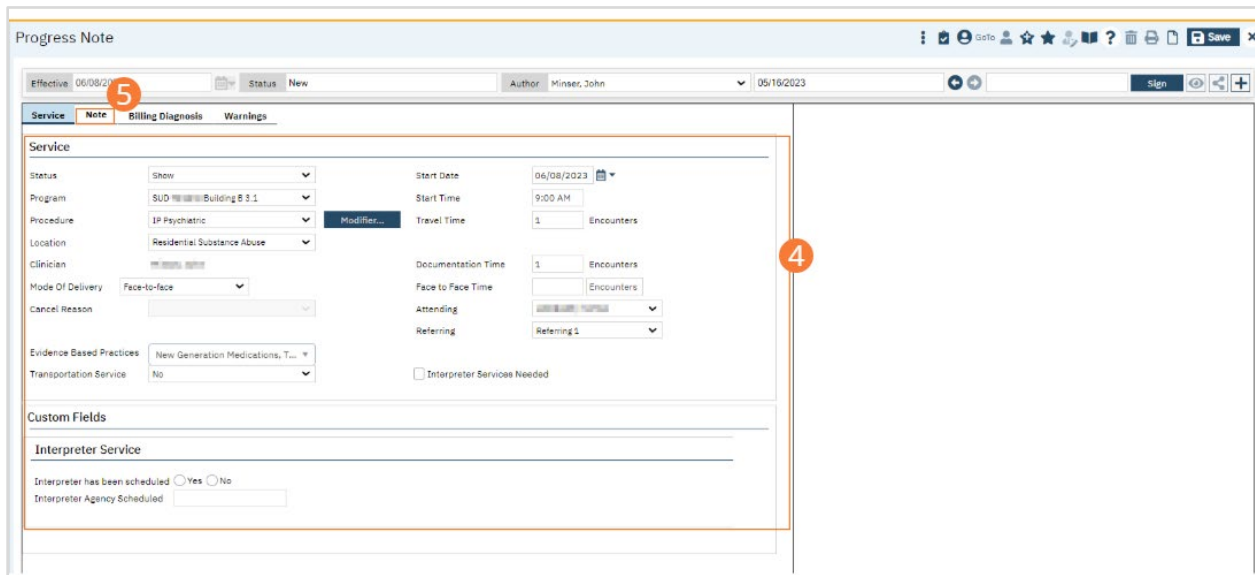 Progress Note GoTo ? Save X
Effective 06/08/20 Status New Author Minser, John 05/16/2023 Sign
5
Service Note Billing Diagnosis Warnings
Service
Status Show Start Date 06/08/2023
Program SUD Building B 3.1 Start Time 9:00 AM
Procedure IP Psychiatric Modifier... Travel Time 1 Encounters
Location Residential Substance Abuse
4
Clinician Documentation Time 1 Encounters
Mode Of Delivery Face-to-face Face to Face Time Encounters
Cancel Reason Attending
Referring Referring 1
Evidence Based Practices New Generation Medications, T...
Transportation Service No Interpreter Services Needed
Custom Fields
Interpreter Service
Interpreter has been scheduled Yes No
Interpreter Agency Scheduled